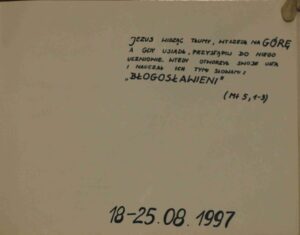 JEZUS WIDZĄC TŁUMY, WYSZEDŁ NA GÓRĘ
A GDY USIADŁ, PRZYSTĄPILI DO NIEGO
UCZNIOWIE. WTEDY OTWORZYŁ SWOJE USTA
I NAUCZAŁ ICH TYMI SŁOWAMI:
„BŁOGOSŁAWIENI"
(Mt 5, 1-3)
18-25.08.1997